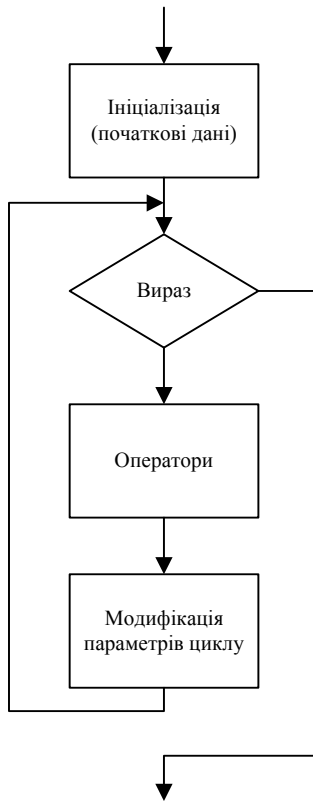 Ініціалізація
(початкові дані)
Вираз
Оператори
Модифікація
параметрів циклу